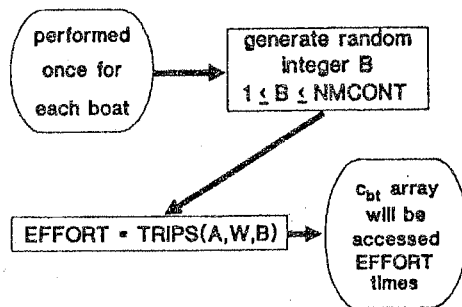 performed
once for
each boat
generate random
integer B
1 ≤ B ≤ NMCONT
EFFORT = TRIPS(A,W,B)
c_bt array
will be
accessed
EFFORT
times